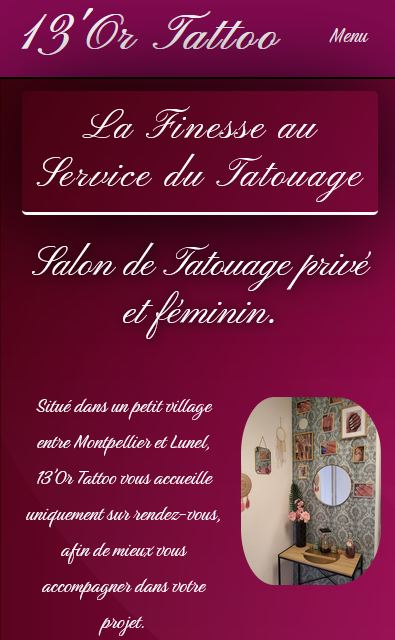 13'Or Tattoo
Menu
La Finesse au
Service du Tatouage
Salon de Tatouage privé
et féminin.
Situé dans un petit village
entre Montpellier et Lunel,
13'Or Tattoo vous accueille
uniquement sur rendez-vous,
afin de mieux vous
accompagner dans votre
projet.